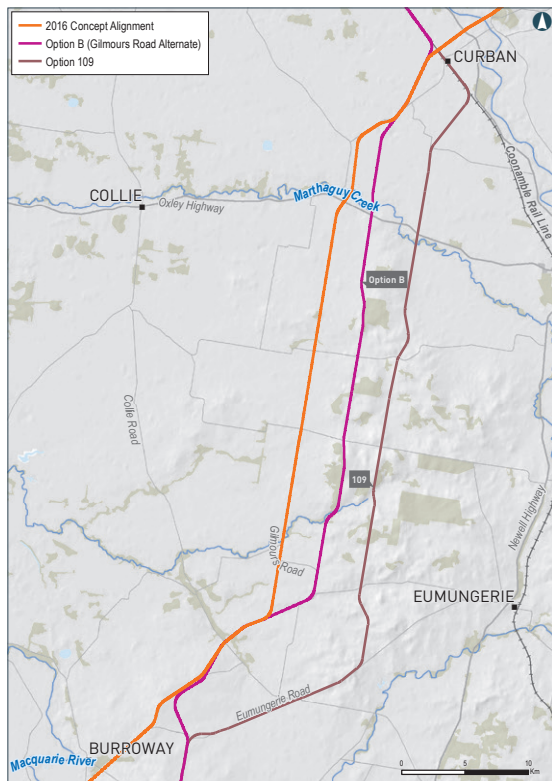 2016 Concept Alignment
Option B (Gilmours Road Alternate)
Option 109
CURBAN
Coonamble Rail Line
COLLIE
Oxley Highway
Marthaguy Creek
Option B
Collie Road
109
Newell Highway
Gilmours Road
EUMUNGERIE
Eumungerie Road
BURROWAY
Macquarie River
0 5 10
Km